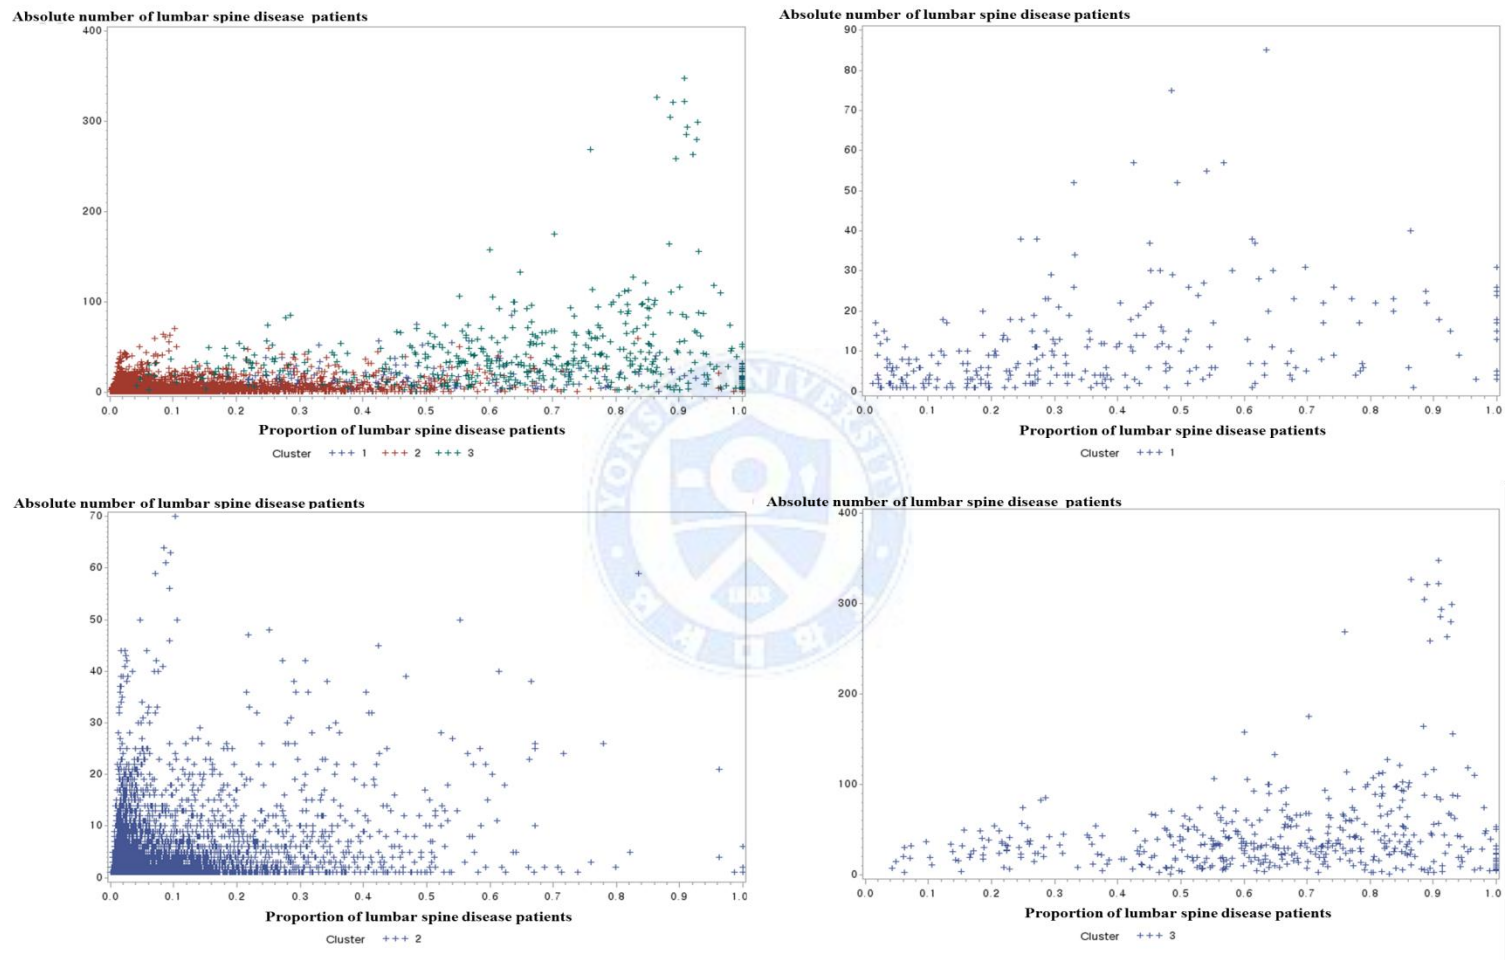 Absolute number of lumbar spine disease patients
400
300
200
100
0
0.0 0.1 0.2 0.3 0.4 0.5 0.6 0.7 0.8 0.9 1.0
Proportion of lumbar spine disease patients
Cluster +++ 1 +++ 2 +++ 3
Absolute number of lumbar spine disease patients
90
80
70
60
50
40
30
20
10
0
0.0 0.1 0.2 0.3 0.4 0.5 0.6 0.7 0.8 0.9 1.0
Proportion of lumbar spine disease patients
Cluster +++ 1
Absolute number of lumbar spine disease patients
70
60
50
40
30
20
10
0
0.0 0.1 0.2 0.3 0.4 0.5 0.6 0.7 0.8 0.9 1.0
Proportion of lumbar spine disease patients
Cluster +++ 2
Absolute number of lumbar spine disease patients
400
300
200
100
0
0.0 0.1 0.2 0.3 0.4 0.5 0.6 0.7 0.8 0.9 1.0
Proportion of lumbar spine disease patients
Cluster +++ 3
YONSEI UNIVERSITY
1885